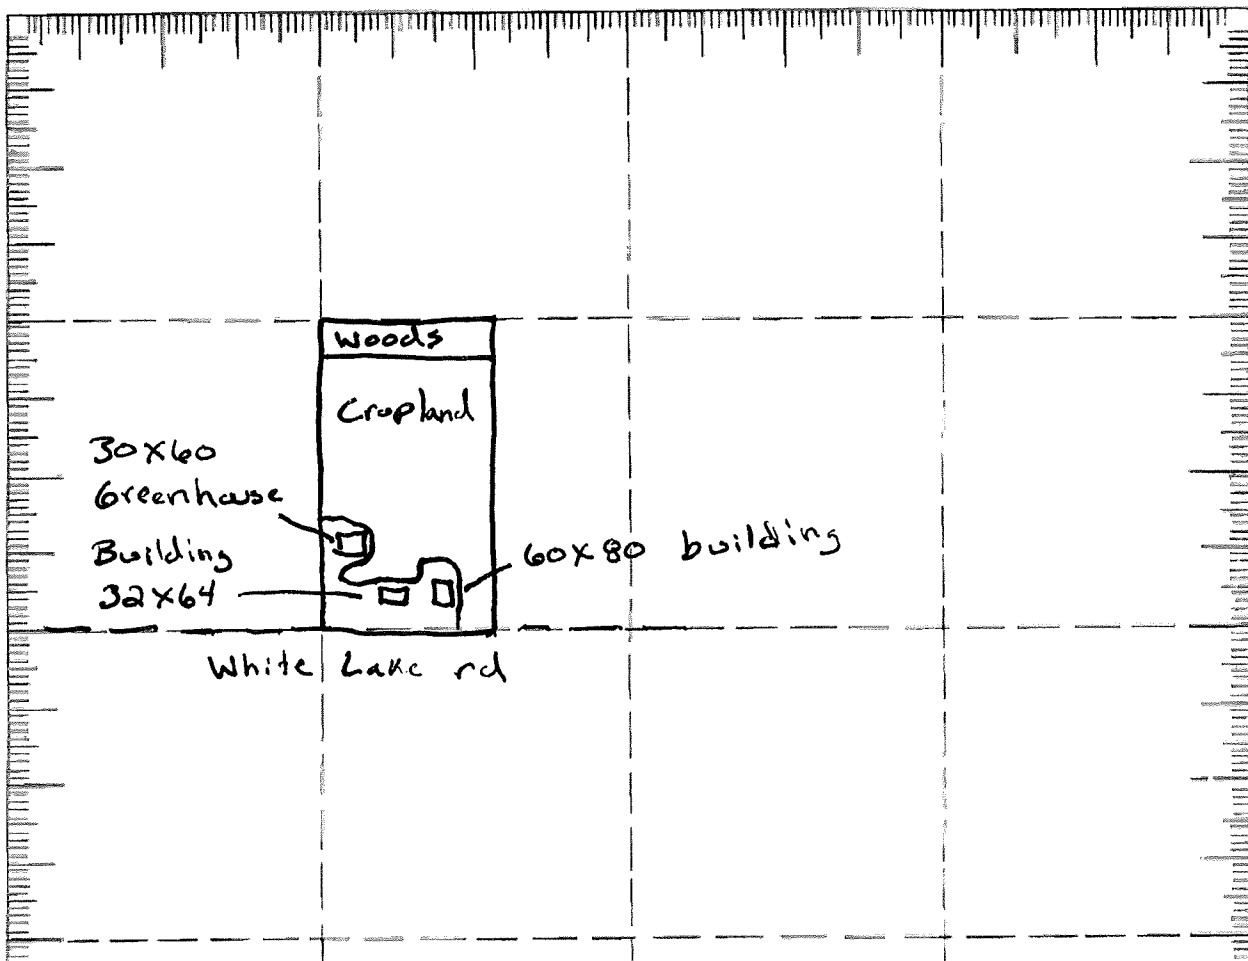 Woods
Cropland
30x60
Greenhouse
Building
32x64
60x80 building
White Lake rd